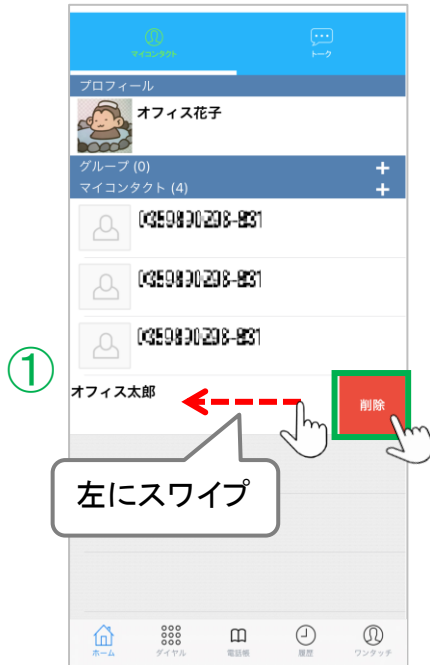 マイコンタクト
トーク
プロフィール
オフィス花子
グループ (0)
+
マイコンタクト (4)
+
①
オフィス太郎
削除
左にスワイプ
ホーム
ダイヤル
電話帳
履歴
ワンタッチ